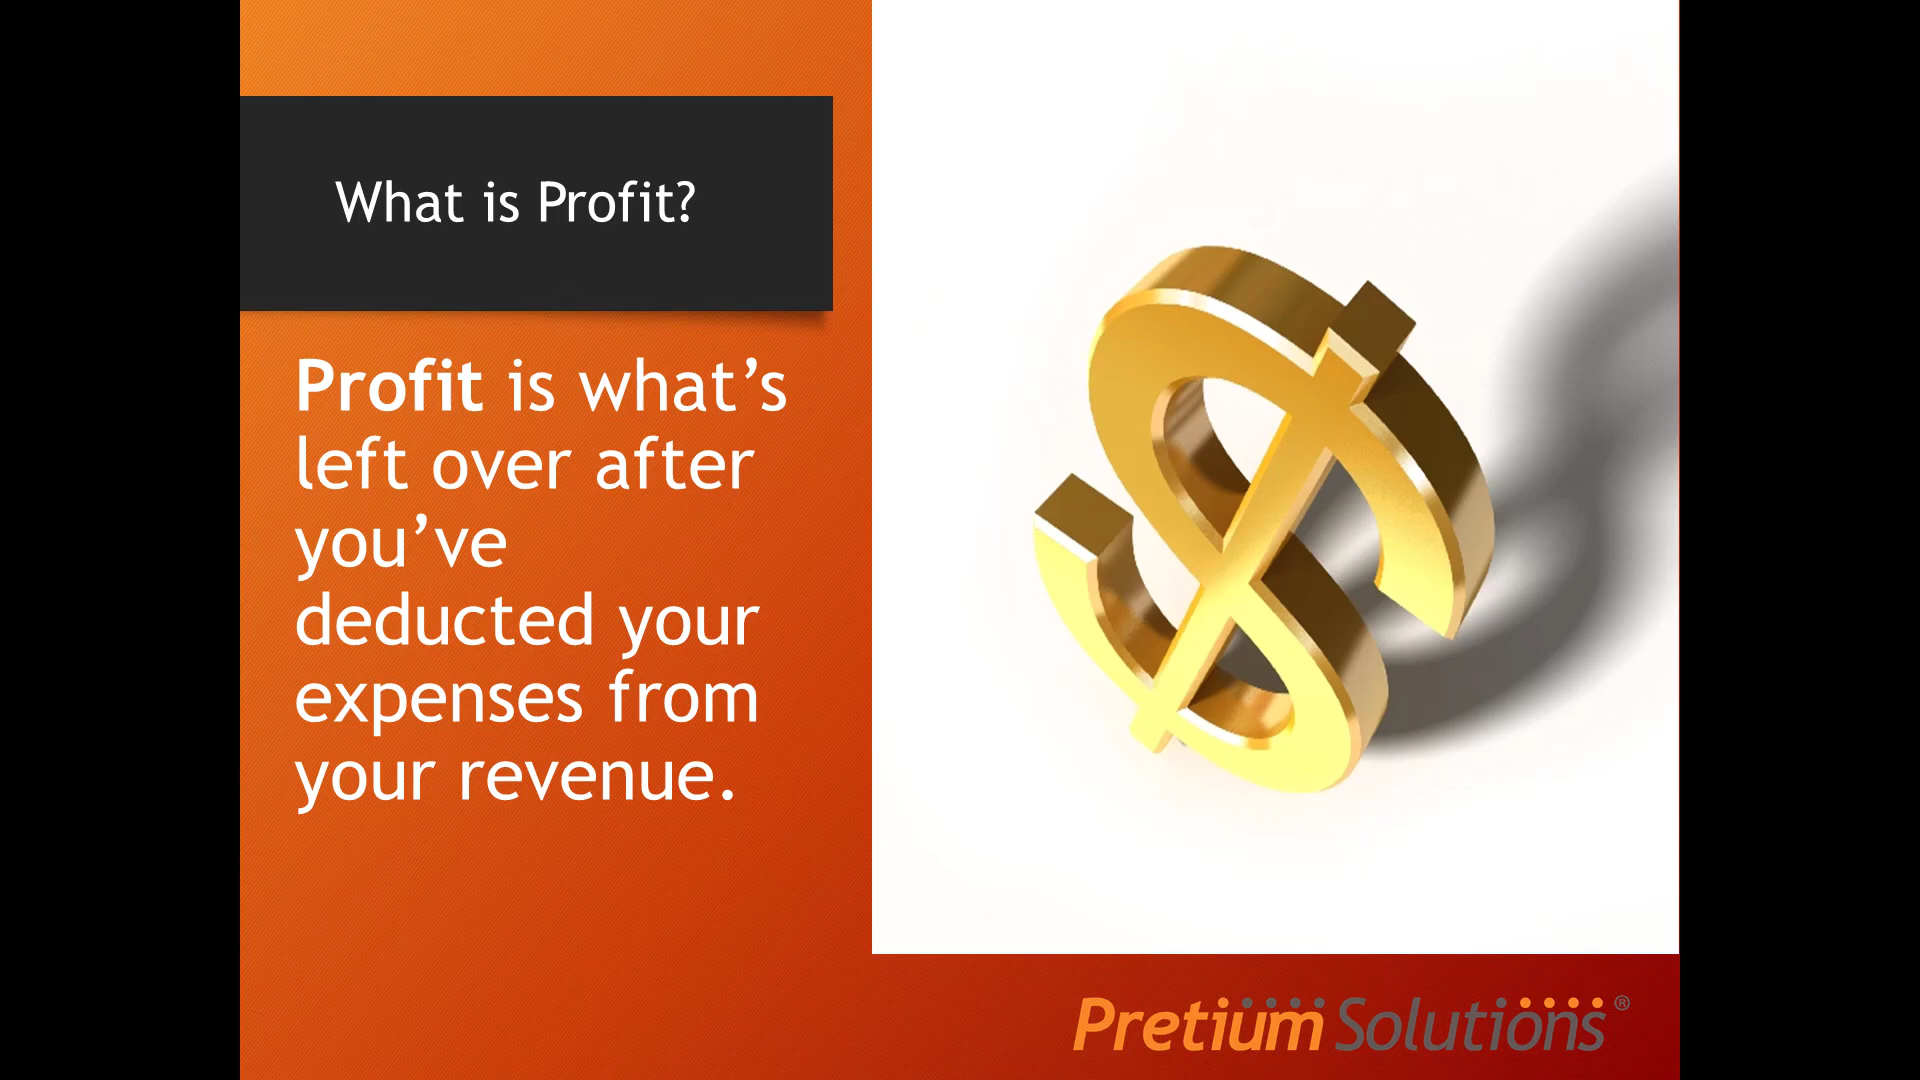 What is Profit?
Profit is what’s
left over after
you’ve
deducted your
expenses from
your revenue.
Pretium Solutions®